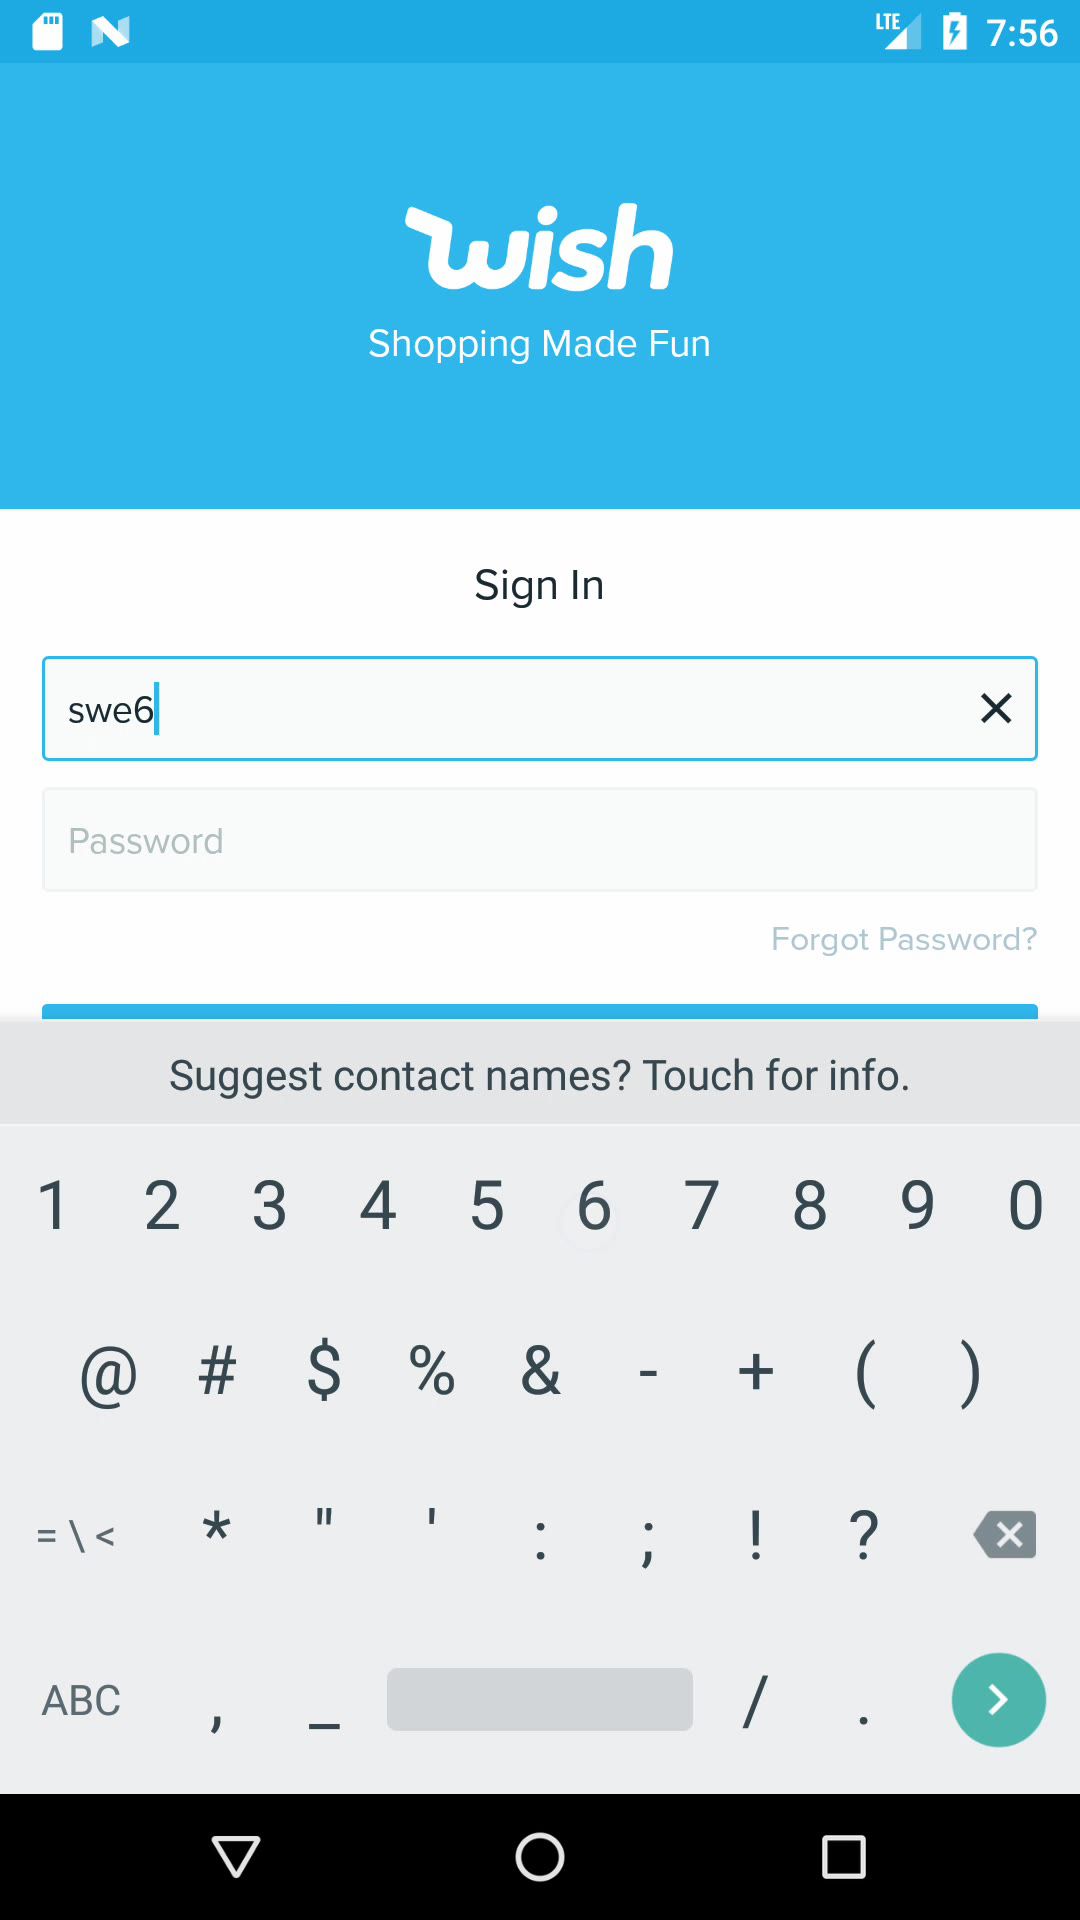 LTE 7:56
wish
Shopping Made Fun
Sign In
swe6
Password
Forgot Password?
Suggest contact names? Touch for info.
1 2 3 4 5 6 7 8 9 0
@ # $ % & - + ( )
= \ < * " ' : ; ! ?
ABC , _ / .